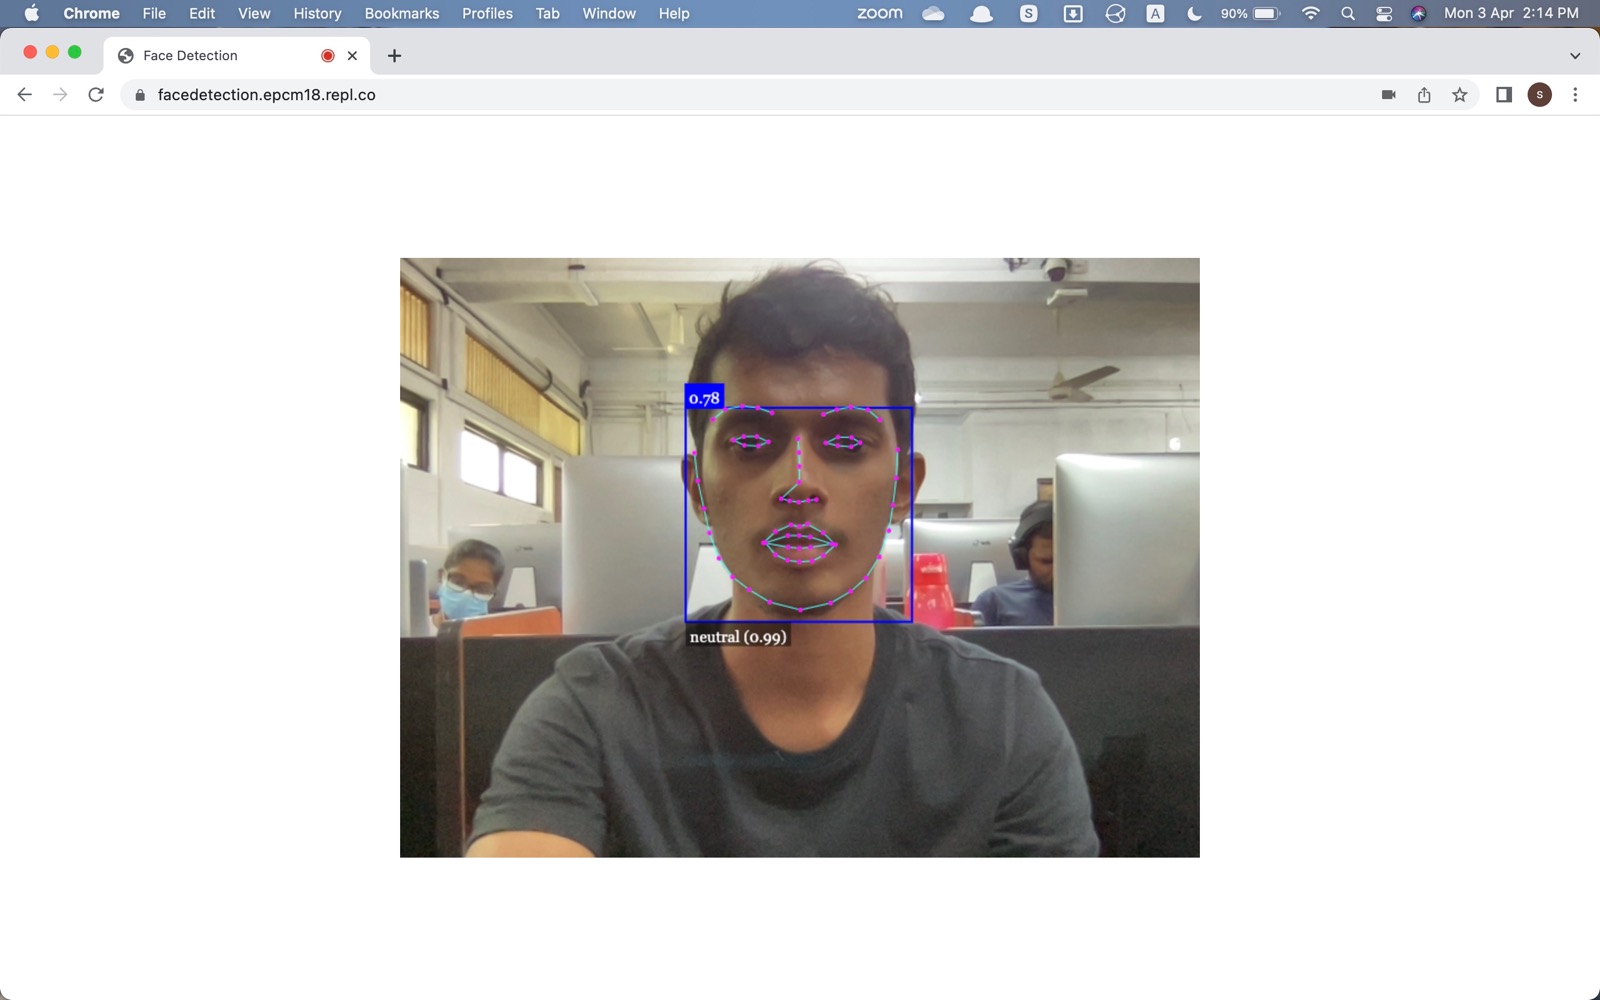 Chrome File Edit View History Bookmarks Profiles Tab Window Help zoom S A 90% Mon 3 Apr 2:14 PM
Face Detection
facedetection.epcm18.repl.co S
0.78
neutral (0.99)